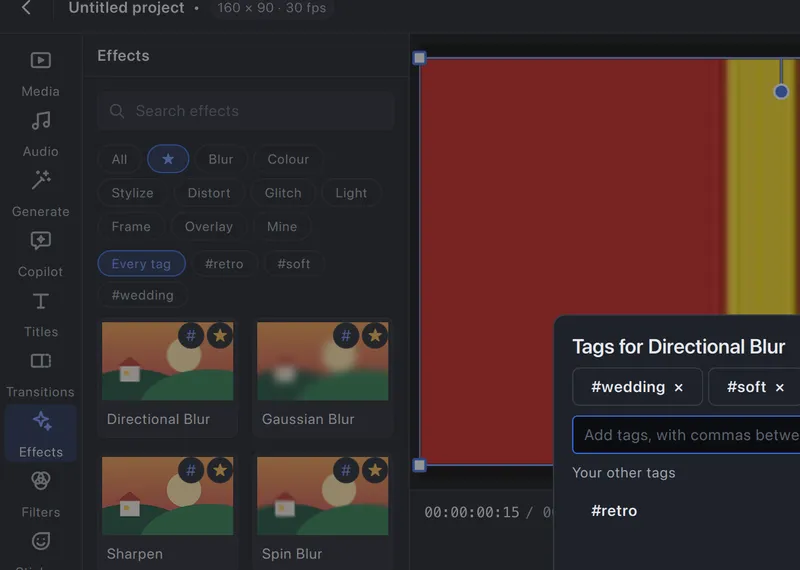 Untitled project • 160 × 90 · 30 fps
Media
Audio
Generate
Copilot
Titles
Transitions
Effects
Filters
Effects
Search effects
All ★ Blur Colour
Stylize Distort Glitch Light
Frame Overlay Mine
Every tag #retro #soft
#wedding
# ★ # ★
Directional Blur Gaussian Blur
# ★ # ★
Sharpen Spin Blur
00:00:00:15 /
Tags for Directional Blur
#wedding × #soft ×
Add tags, with commas
Your other tags
#retro